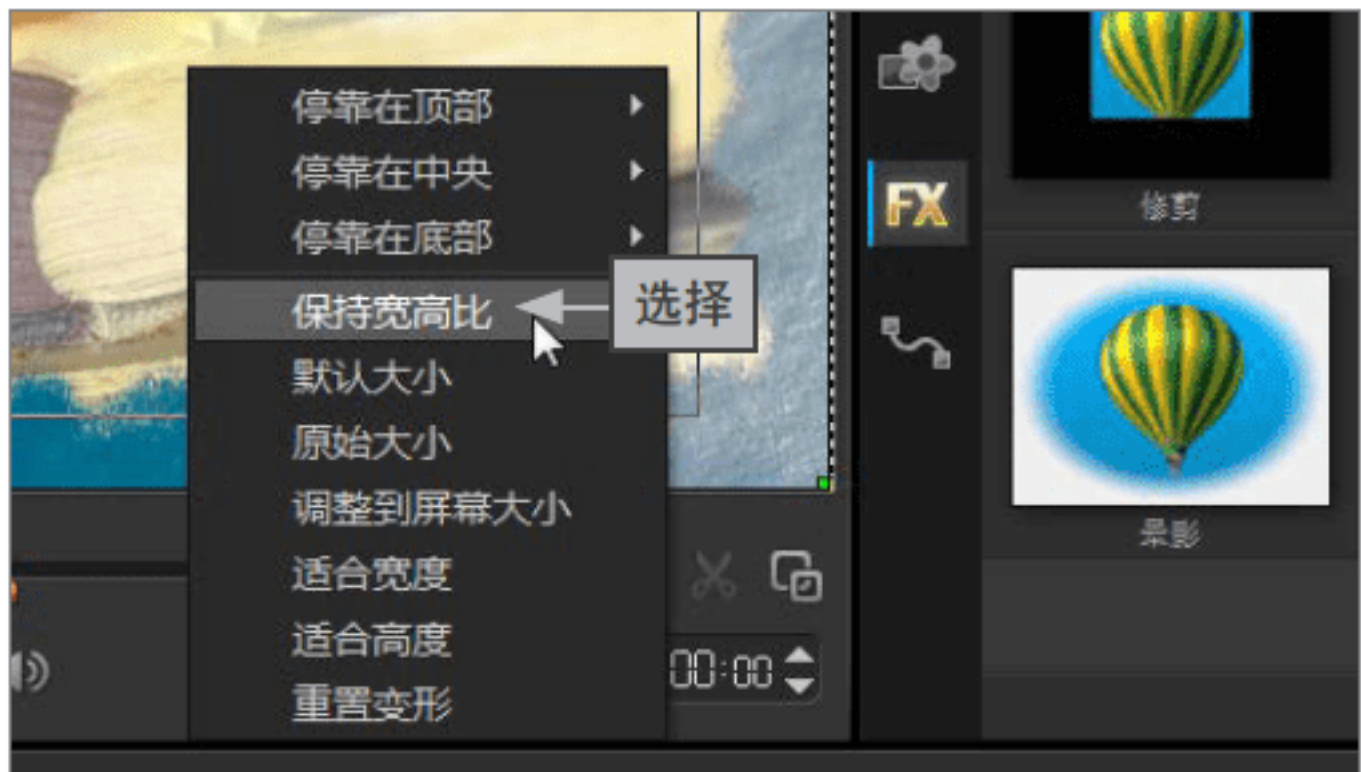 停靠在顶部
停靠在中央
停靠在底部
保持宽高比
选择
默认大小
原始大小
调整到屏幕大小
适合宽度
适合高度
重置变形
FX
修剪
晕影
00:00